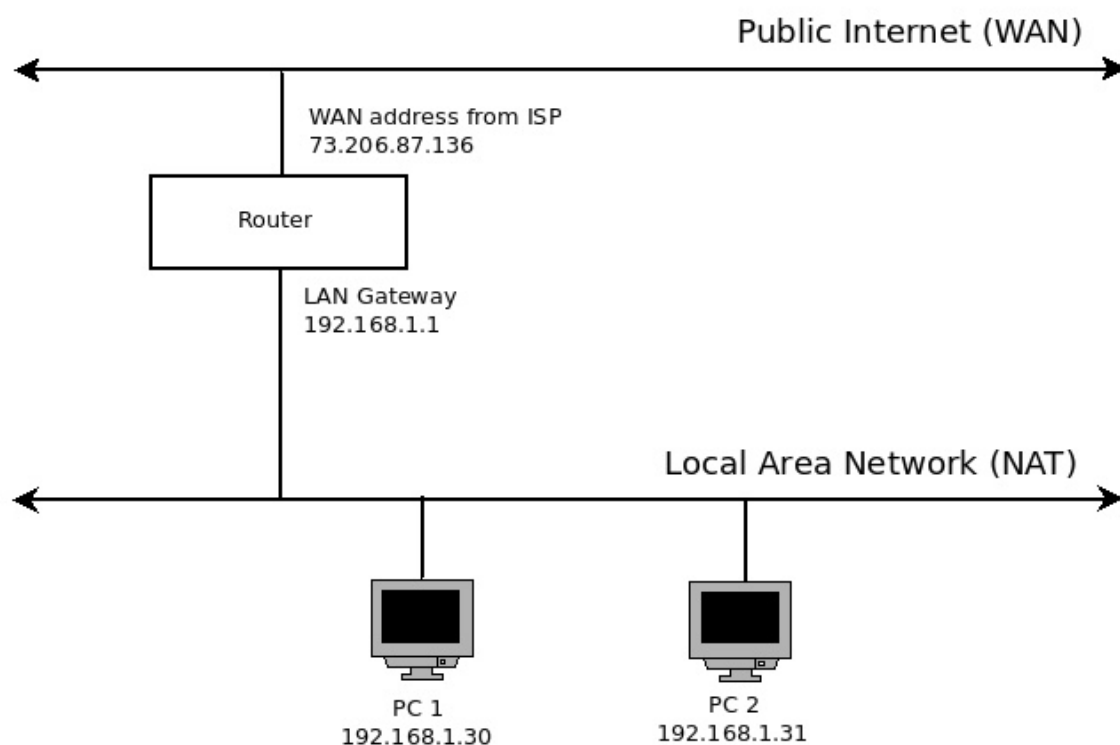 Public Internet (WAN)
WAN address from ISP
73.206.87.136
Router
LAN Gateway
192.168.1.1
Local Area Network (NAT)
PC 1
192.168.1.30
PC 2
192.168.1.31